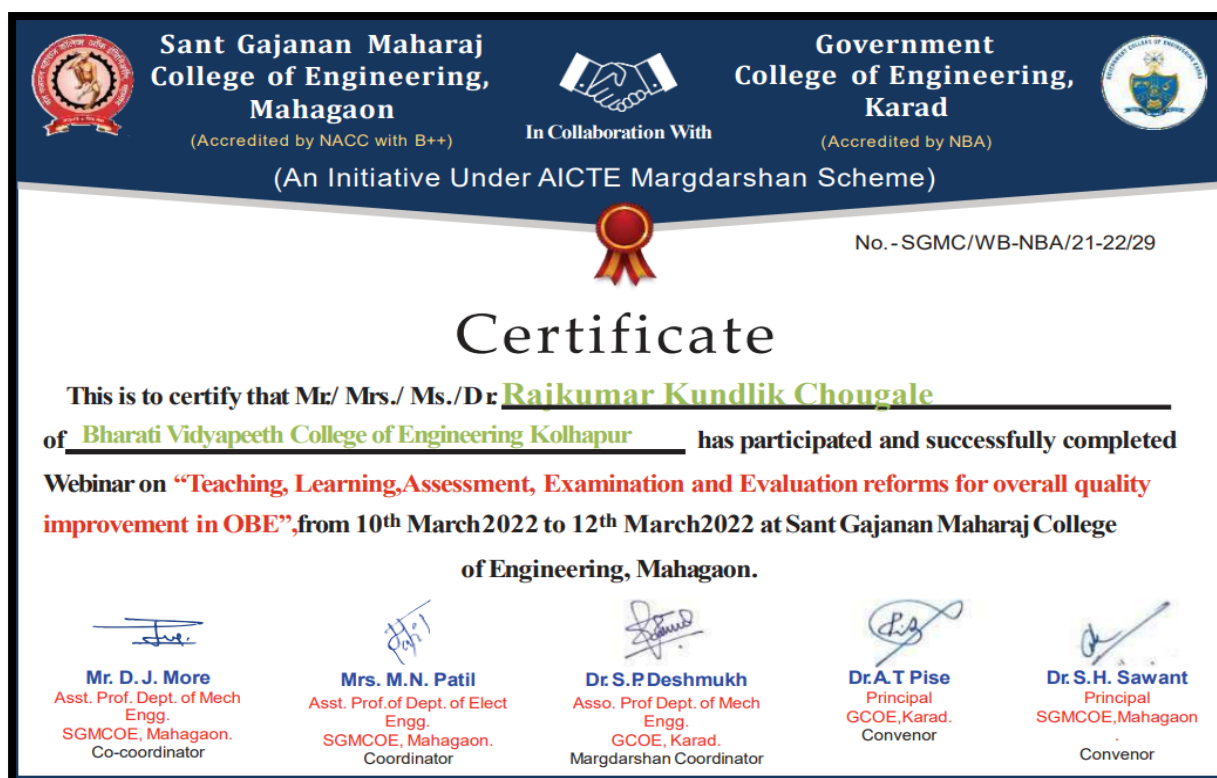 Sant Gajanan Maharaj
College of Engineering,
Mahagaon
(Accredited by NACC with B++)
In Collaboration With
Government
College of Engineering,
Karad
(Accredited by NBA)
(An Initiative Under AICTE Margdarshan Scheme)
No.-SGMC/WB-NBA/21-22/29
Certificate
This is to certify that Mr./ Mrs./ Ms./Dr. Rajkumar Kundlik Chougale
of Bharati Vidyapeeth College of Engineering Kolhapur has participated and successfully completed
Webinar on “Teaching, Learning,Assessment, Examination and Evaluation reforms for overall quality
improvement in OBE”,from 10th March2022 to 12th March2022 at Sant Gajanan Maharaj College
of Engineering, Mahagaon.
Mr. D. J. More
Asst. Prof. Dept. of Mech
Engg.
SGMCOE, Mahagaon.
Co-coordinator
Mrs. M.N. Patil
Asst. Prof.of Dept. of Elect
Engg.
SGMCOE, Mahagaon.
Coordinator
Dr.S.P.Deshmukh
Asso. Prof Dept. of Mech
Engg.
GCOE, Karad.
Margdarshan Coordinator
Dr.A.T Pise
Principal
GCOE,Karad.
Convenor
Dr.S.H. Sawant
Principal
SGMCOE,Mahagaon
.
Convenor